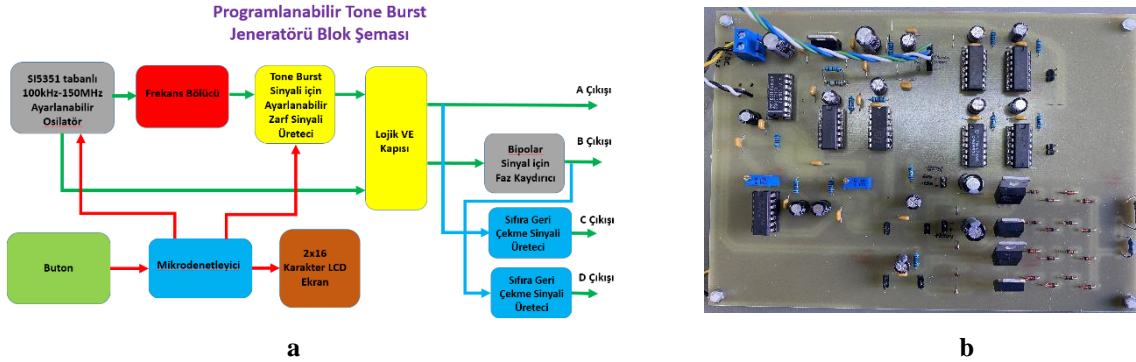 Programlanabilir Tone Burst
Jeneratörü Blok Şeması
SI5351 tabanlı
100kHz-150MHz
Ayarlanabilir
Osilatör
Frekans Bölücü
Tone Burst
Sinyali için
Ayarlanabilir
Zarf Sinyali
Üreteci
Lojik VE
Kapısı
A Çıkışı
B Çıkışı
Bipolar
Sinyal için
Faz Kaydırıcı
C Çıkışı
Sıfıra Geri
Çekme Sinyali
Üreteci
D Çıkışı
Sıfıra Geri
Çekme Sinyali
Üreteci
Buton
Mikrodenetleyici
2x16
Karakter LCD
Ekran
a
b